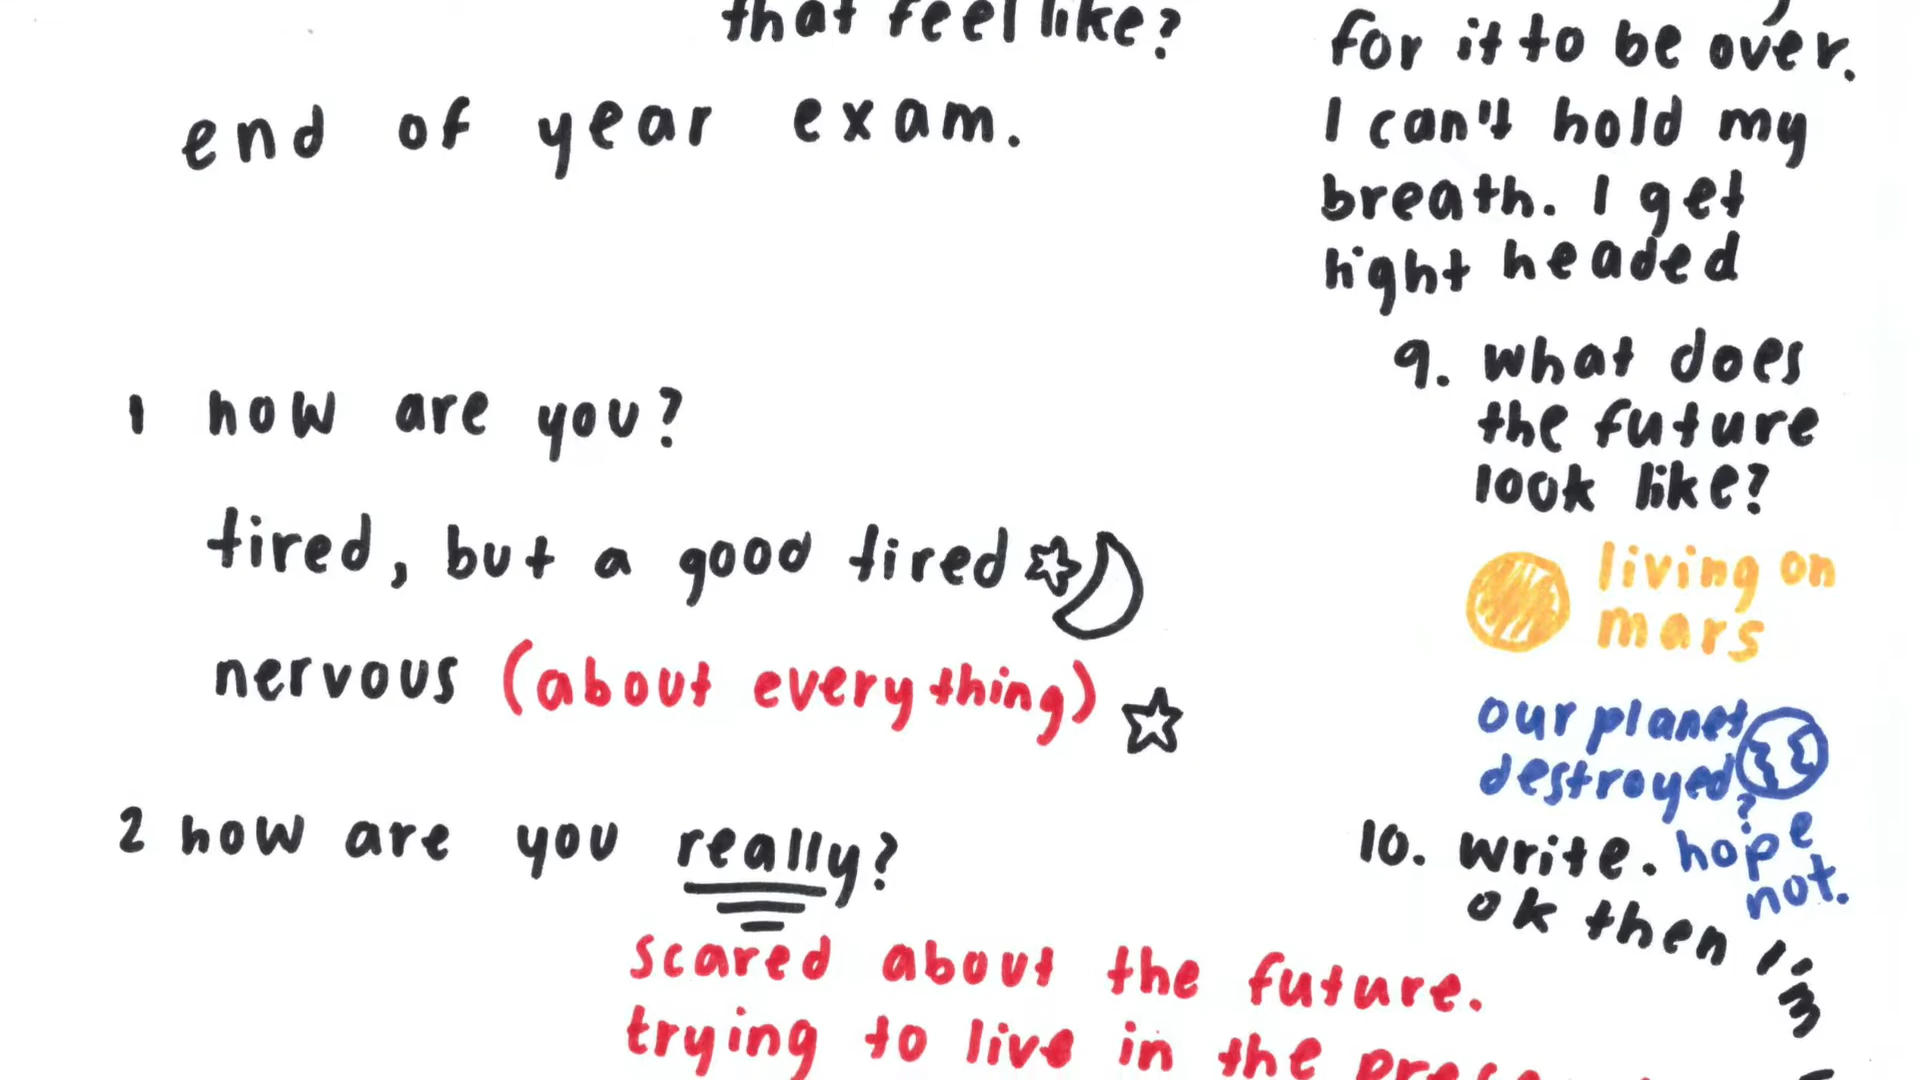 that feel like?
end of year exam.
1 how are you?
tired, but a good tired
nervous (about everything)
2 how are you really?
scared about the future.
trying to live in the
for it to be over.
I can't hold my
breath. I get
light headed
9. what does
the future
look like?
living on
mars
our planet
destroyed?
hope
not.
10. write.
ok then I'm